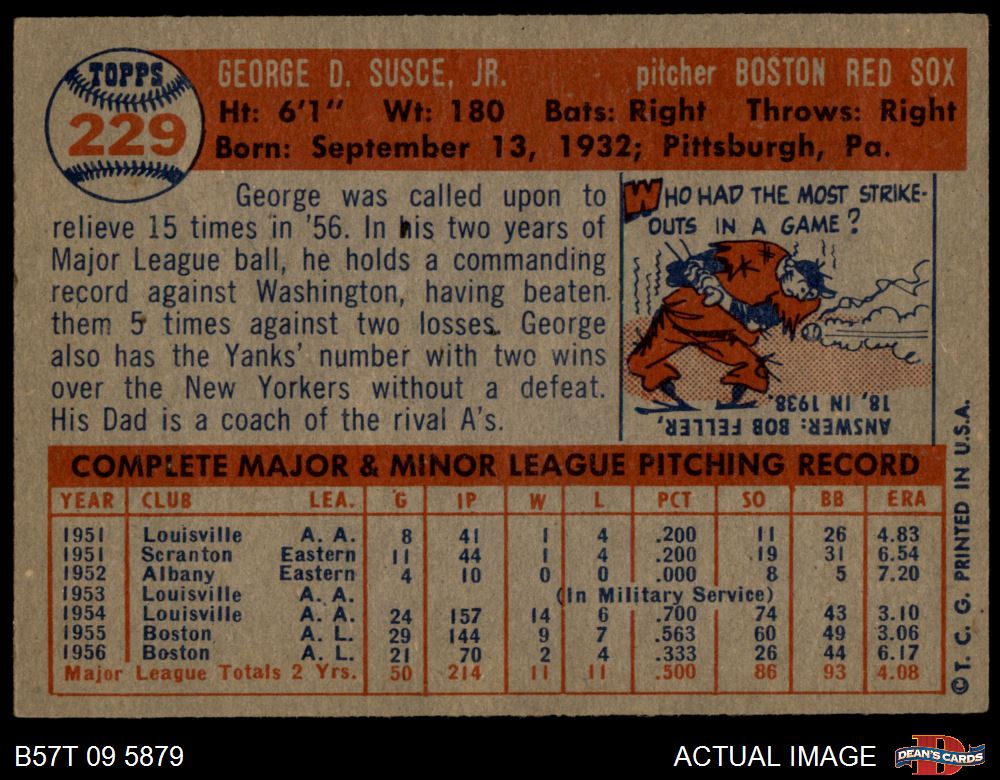 TOPPS
229
GEORGE D. SUSCE, JR. pitcher BOSTON RED SOX
Ht: 6'1" Wt: 180 Bats: Right Throws: Right
Born: September 13, 1932; Pittsburgh, Pa.
George was called upon to
relieve 15 times in '56. In his two years of
Major League ball, he holds a commanding
record against Washington, having beaten
them 5 times against two losses. George
also has the Yanks' number with two wins
over the New Yorkers without a defeat.
His Dad is a coach of the rival A's.
WHO HAD THE MOST STRIKE-
OUTS IN A GAME?
ANSWER: BOB FELLER,
18, IN 1938.
COMPLETE MAJOR & MINOR LEAGUE PITCHING RECORD
YEAR CLUB LEA. G IP W L PCT SO BB ERA
1951 Louisville A. A. 8 41 1 4 .200 11 26 4.83
1951 Scranton Eastern 11 44 1 4 .200 19 31 6.54
1952 Albany Eastern 4 10 0 0 .000 8 5 7.20
1953 Louisville A. A. (In Military Service)
1954 Louisville A. A. 24 157 14 6 .700 74 43 3.10
1955 Boston A. L. 29 144 9 7 .563 60 49 3.06
1956 Boston A. L. 21 70 2 4 .333 26 44 6.17
Major League Totals 2 Yrs. 50 214 11 11 .500 86 93 4.08
© T. C. G. PRINTED IN U.S.A.
B57T 09 5879 ACTUAL IMAGE DEAN'S CARDS